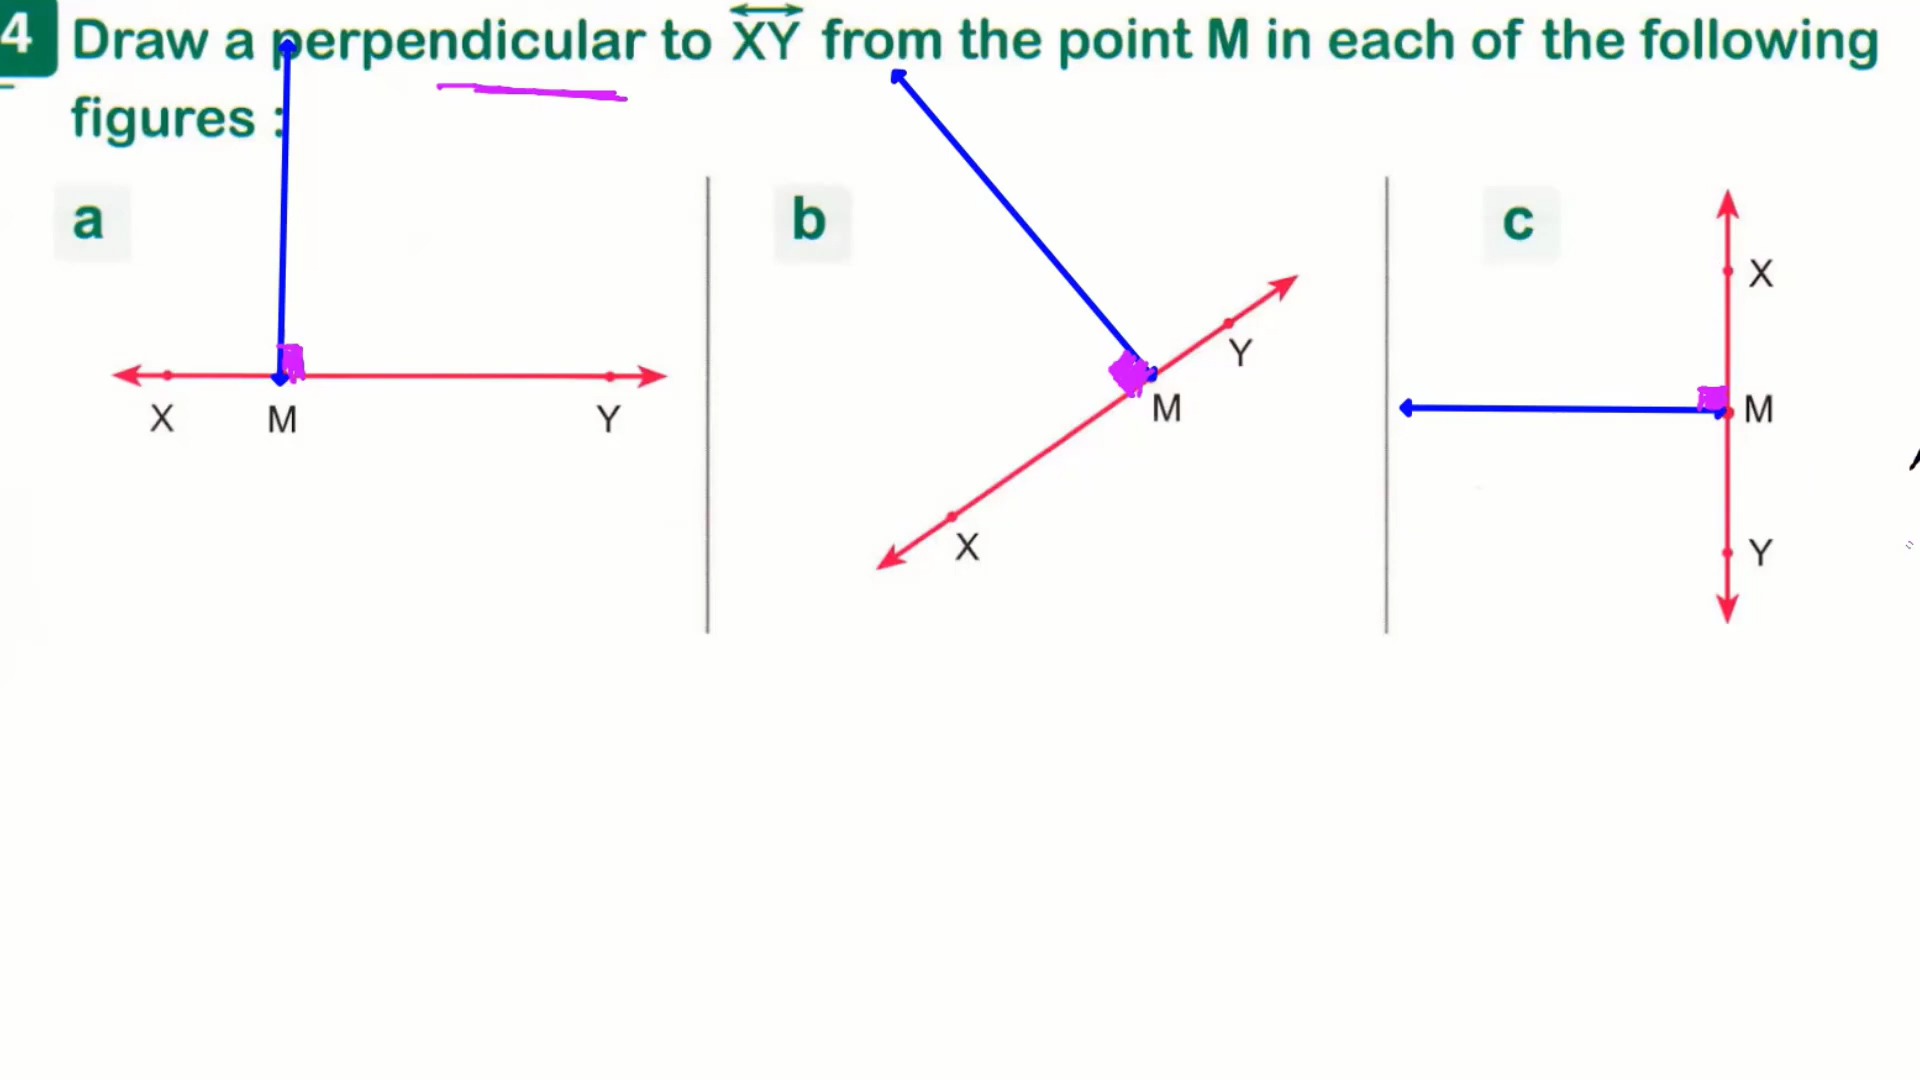 4 Draw a perpendicular to XY from the point M in each of the following
figures :
a
X M Y
b
Y
M
X
c
X
M
Y